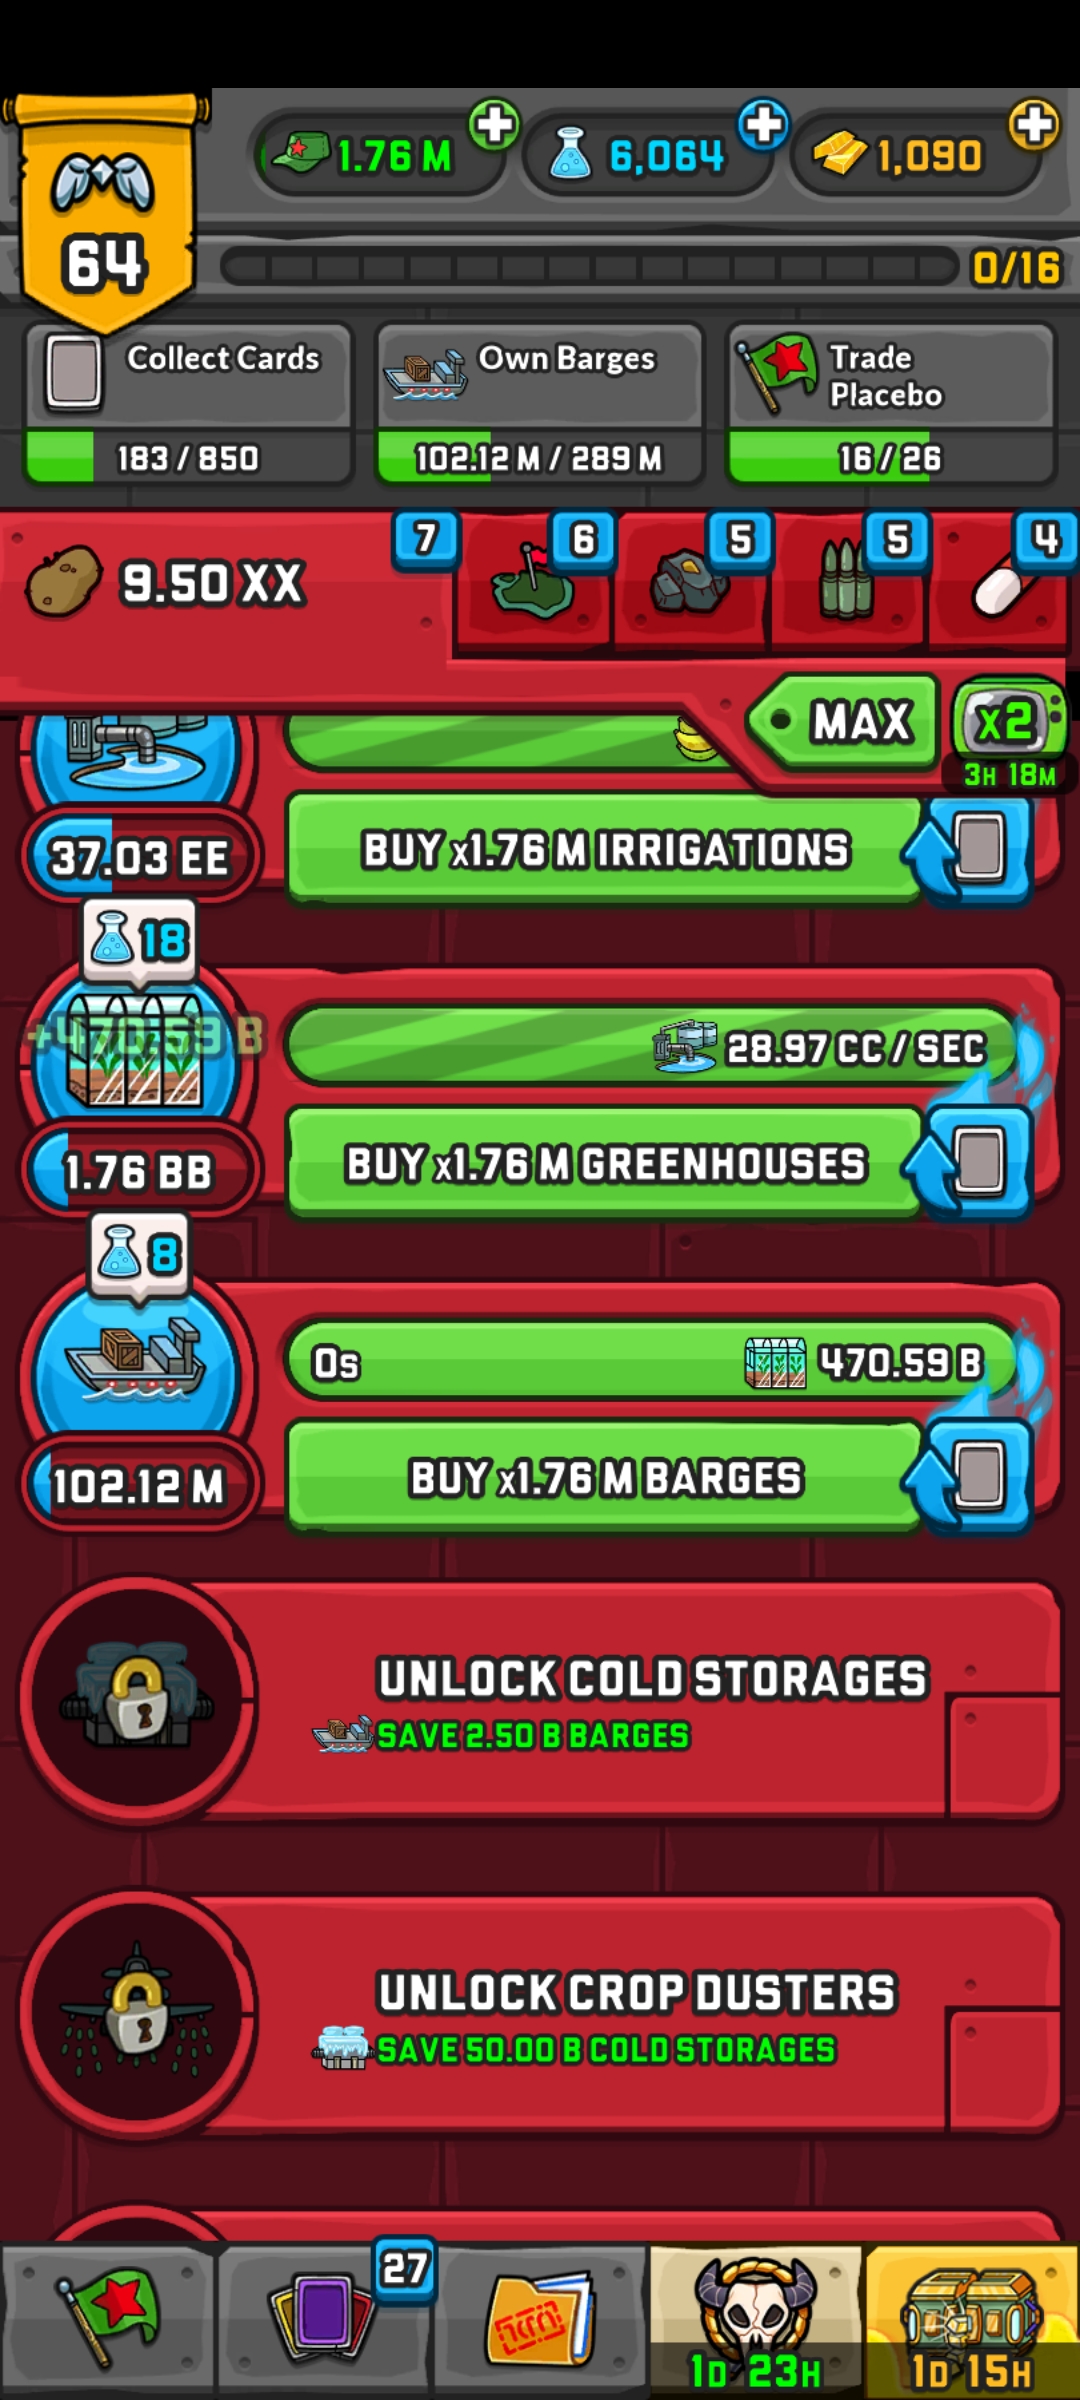 1.76 M
6,064
1,090
64
0/16
Collect Cards
183 / 850
Own Barges
102.12 M / 289 M
Trade
Placebo
16 / 26
9.50 XX
7
6
5
5
4
MAX
x2
3H 18M
37.03 EE
BUY x1.76 M IRRIGATIONS
18
+470.59 B
28.97 CC / SEC
1.76 BB
BUY x1.76 M GREENHOUSES
8
0s
470.59 B
102.12 M
BUY x1.76 M BARGES
UNLOCK COLD STORAGES
SAVE 2.50 B BARGES
UNLOCK CROP DUSTERS
SAVE 50.00 B COLD STORAGES
27
1D 23H
1D 15H